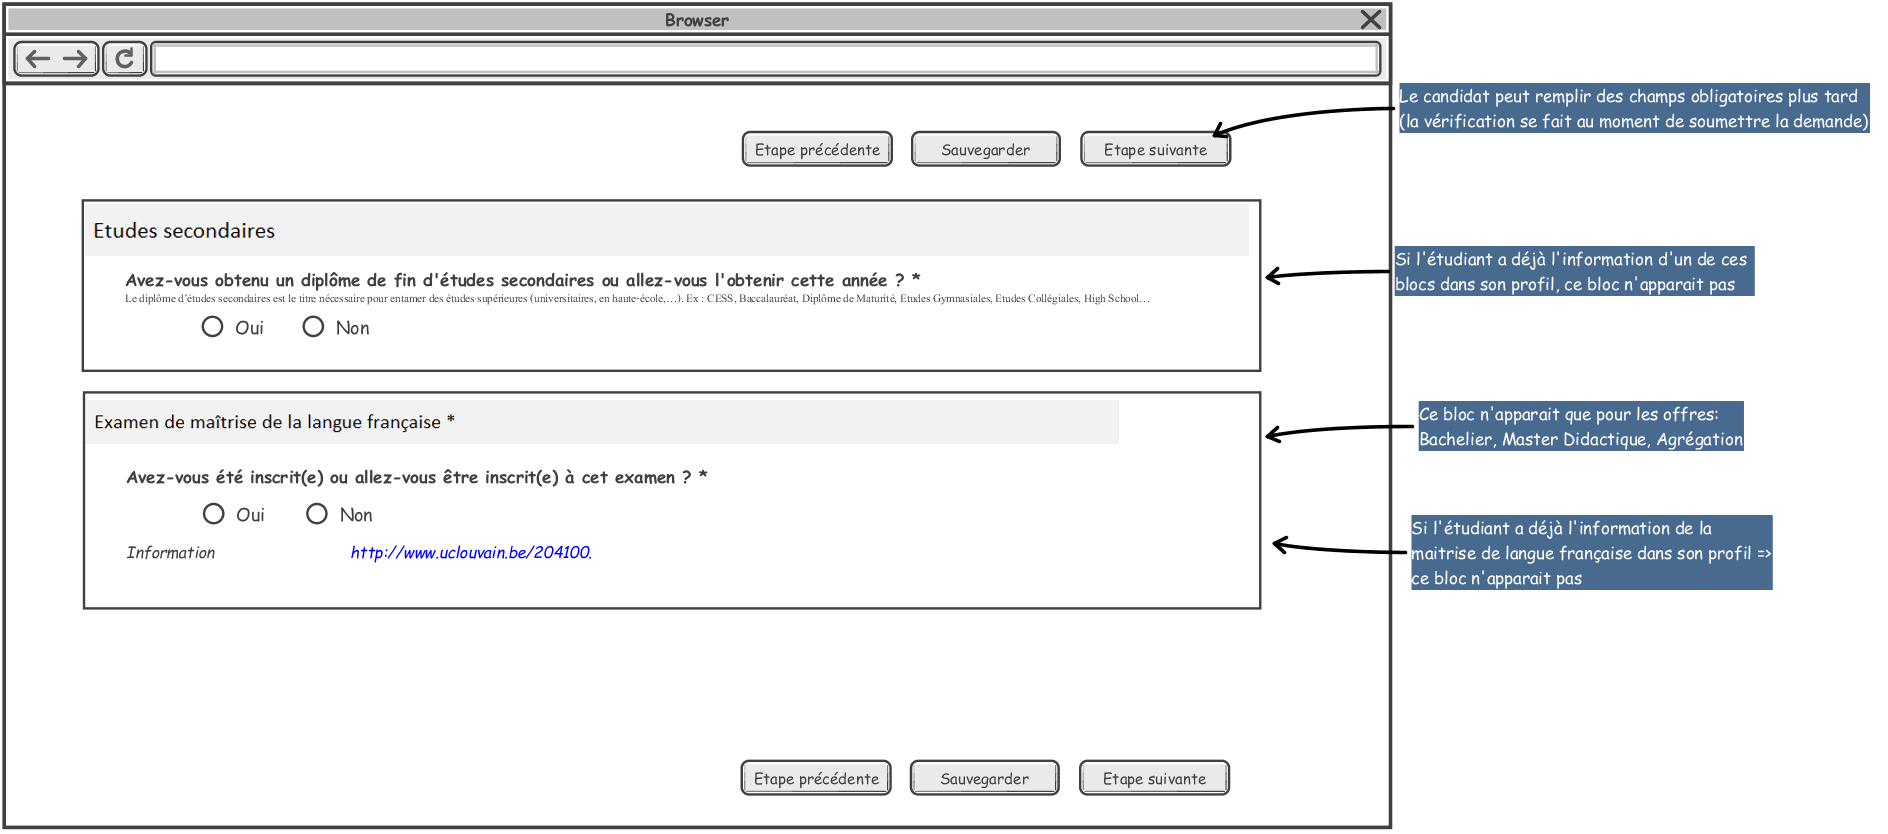 Browser
Le candidat peut remplir des champs obligatoires plus tard
(la vérification se fait au moment de soumettre la demande)
Etape précédente
Sauvegarder
Etape suivante
Etudes secondaires
Avez-vous obtenu un diplôme de fin d'études secondaires ou allez-vous l'obtenir cette année ? *
Le diplôme d'études secondaires est le titre nécessaire pour entamer des études supérieures (universitaires, en haute-école,...). Ex : CESS, Baccalauréat, Diplôme de Maturité, Etudes Gymnasiales, Etudes Collégiales, High School...
Oui
Non
Si l'étudiant a déjà l'information d'un de ces
blocs dans son profil, ce bloc n'apparait pas
Examen de maîtrise de la langue française *
Ce bloc n'apparait que pour les offres:
Bachelier, Master Didactique, Agrégation
Avez-vous été inscrit(e) ou allez-vous être inscrit(e) à cet examen ? *
Oui
Non
Information
http://www.uclouvain.be/204100.
Si l'étudiant a déjà l'information de la
maitrise de langue française dans son profil =>
ce bloc n'apparait pas
Etape précédente
Sauvegarder
Etape suivante